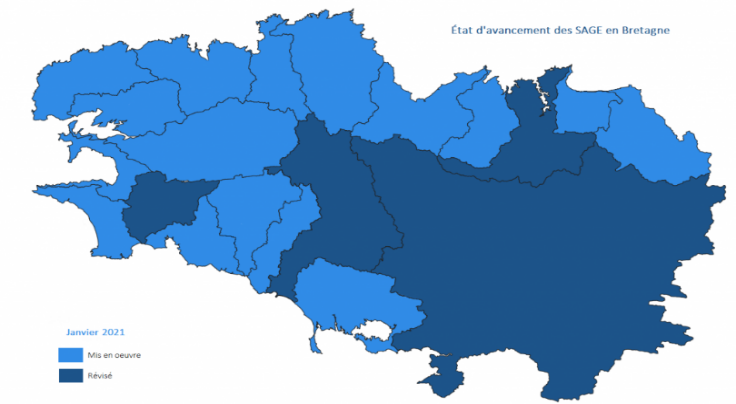 État d'avancement des SAGE en Bretagne
Janvier 2021
Mis en oeuvre
Révisé